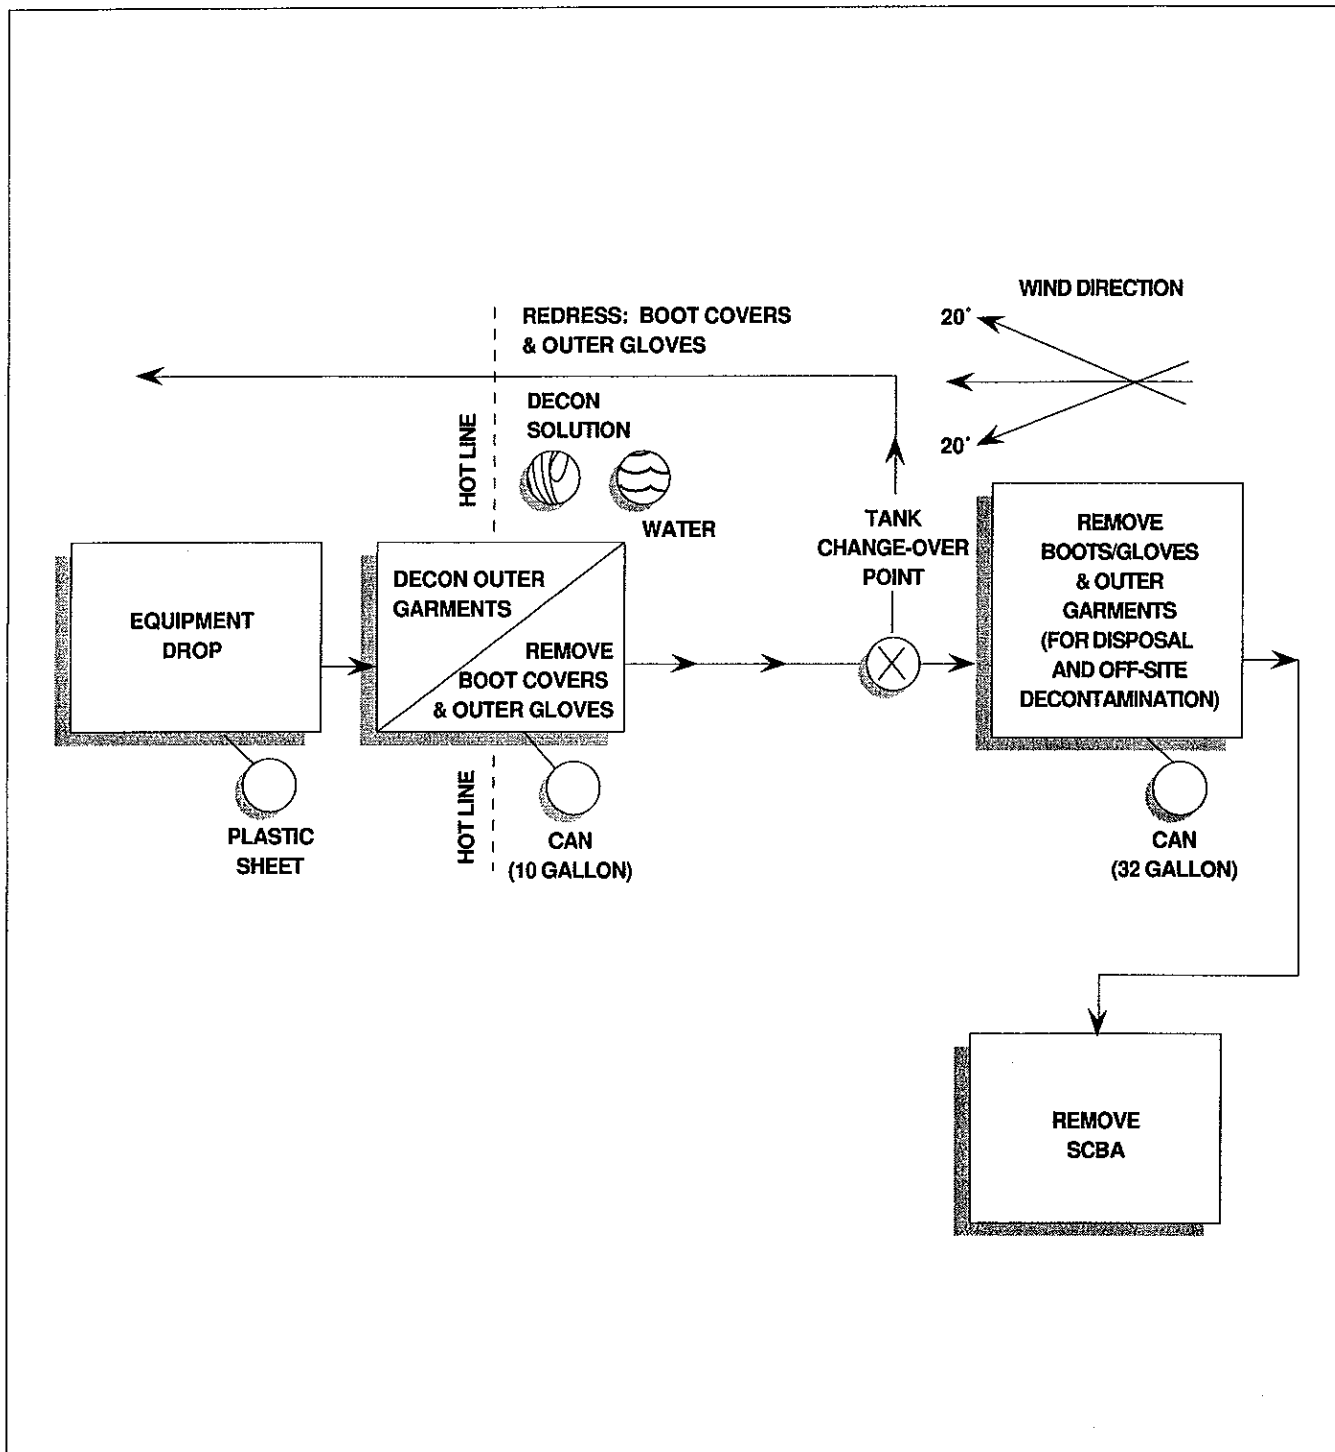 WIND DIRECTION
20°
20°
REDRESS: BOOT COVERS
& OUTER GLOVES
HOT LINE
DECON
SOLUTION
WATER
TANK
CHANGE-OVER
POINT
EQUIPMENT
DROP
PLASTIC
SHEET
DECON OUTER
GARMENTS
REMOVE
BOOT COVERS
& OUTER GLOVES
HOT LINE
CAN
(10 GALLON)
REMOVE
BOOTS/GLOVES
& OUTER
GARMENTS
(FOR DISPOSAL
AND OFF-SITE
DECONTAMINATION)
CAN
(32 GALLON)
REMOVE
SCBA